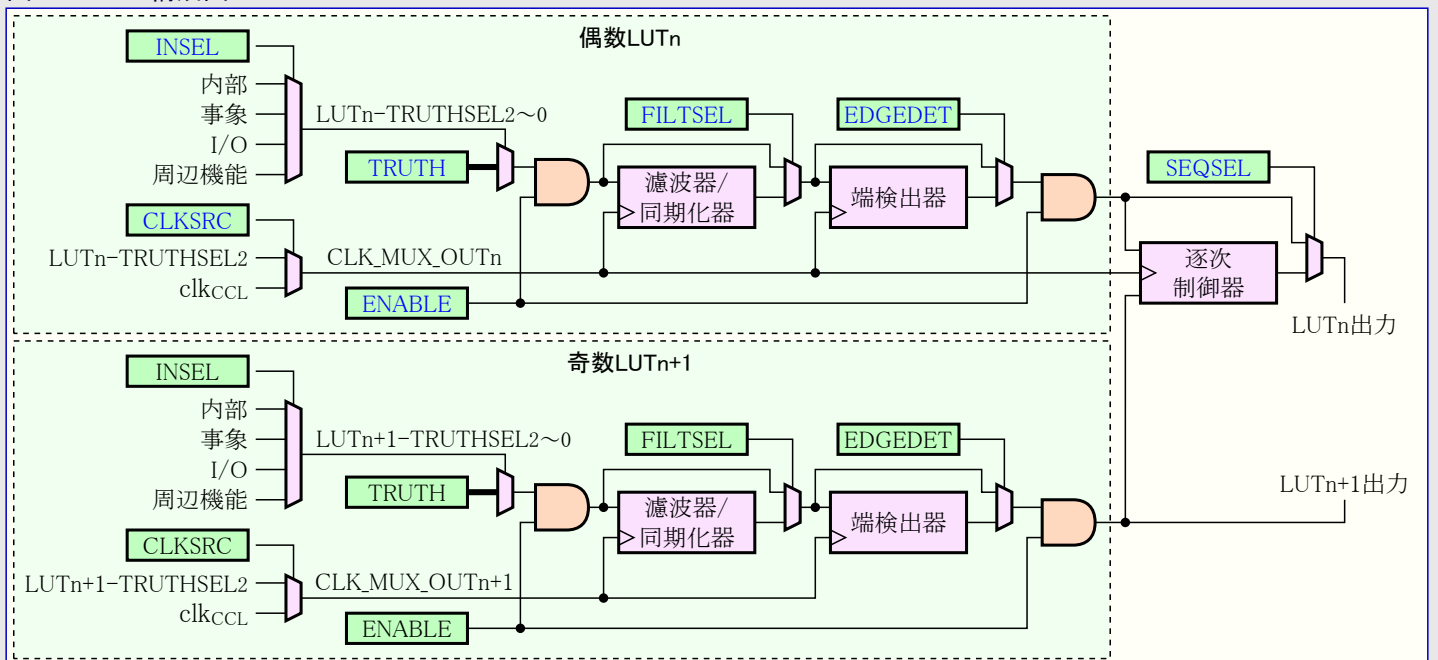 偶数LUTn
INSEL
内部
事象
I/O
周辺機能
LUTn-TRUTHSEL2～0
TRUTH
FILTSEL
EDGEDET
濾波器/
同期化器
端検出器
CLKSRC
LUTn-TRUTHSEL2
clkCCL
CLK_MUX_OUTn
ENABLE
SEQSEL
逐次
制御器
LUTn出力
奇数LUTn+1
INSEL
内部
事象
I/O
周辺機能
LUTn+1-TRUTHSEL2～0
TRUTH
FILTSEL
EDGEDET
濾波器/
同期化器
端検出器
CLKSRC
LUTn+1-TRUTHSEL2
clkCCL
CLK_MUX_OUTn+1
ENABLE
LUTn+1出力